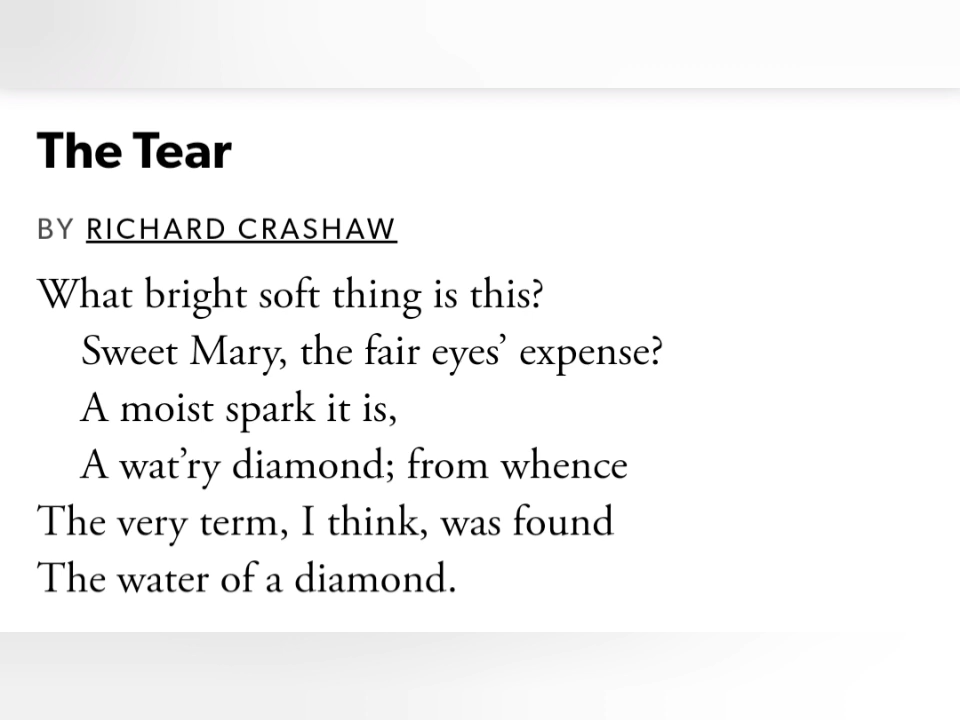 The Tear
BY RICHARD CRASHAW
What bright soft thing is this?
Sweet Mary, the fair eyes’ expense?
A moist spark it is,
A wat’ry diamond; from whence
The very term, I think, was found
The water of a diamond.